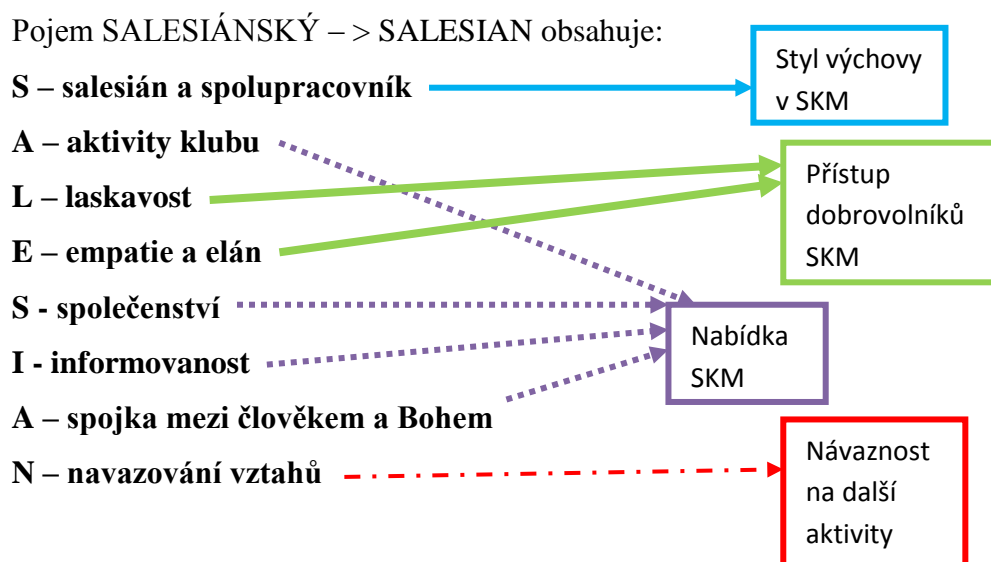 Pojem SALESIÁNSKÝ – > SALESIAN obsahuje:
S – salesián a spolupracovník
A – aktivity klubu
L – laskavost
E – empatie a elán
S - společenství
I - informovanost
A – spojka mezi člověkem a Bohem
N – navazování vztahů
Styl výchovy
v SKM
Přístup
dobrovolníků
SKM
Nabídka
SKM
Návaznost
na další
aktivity